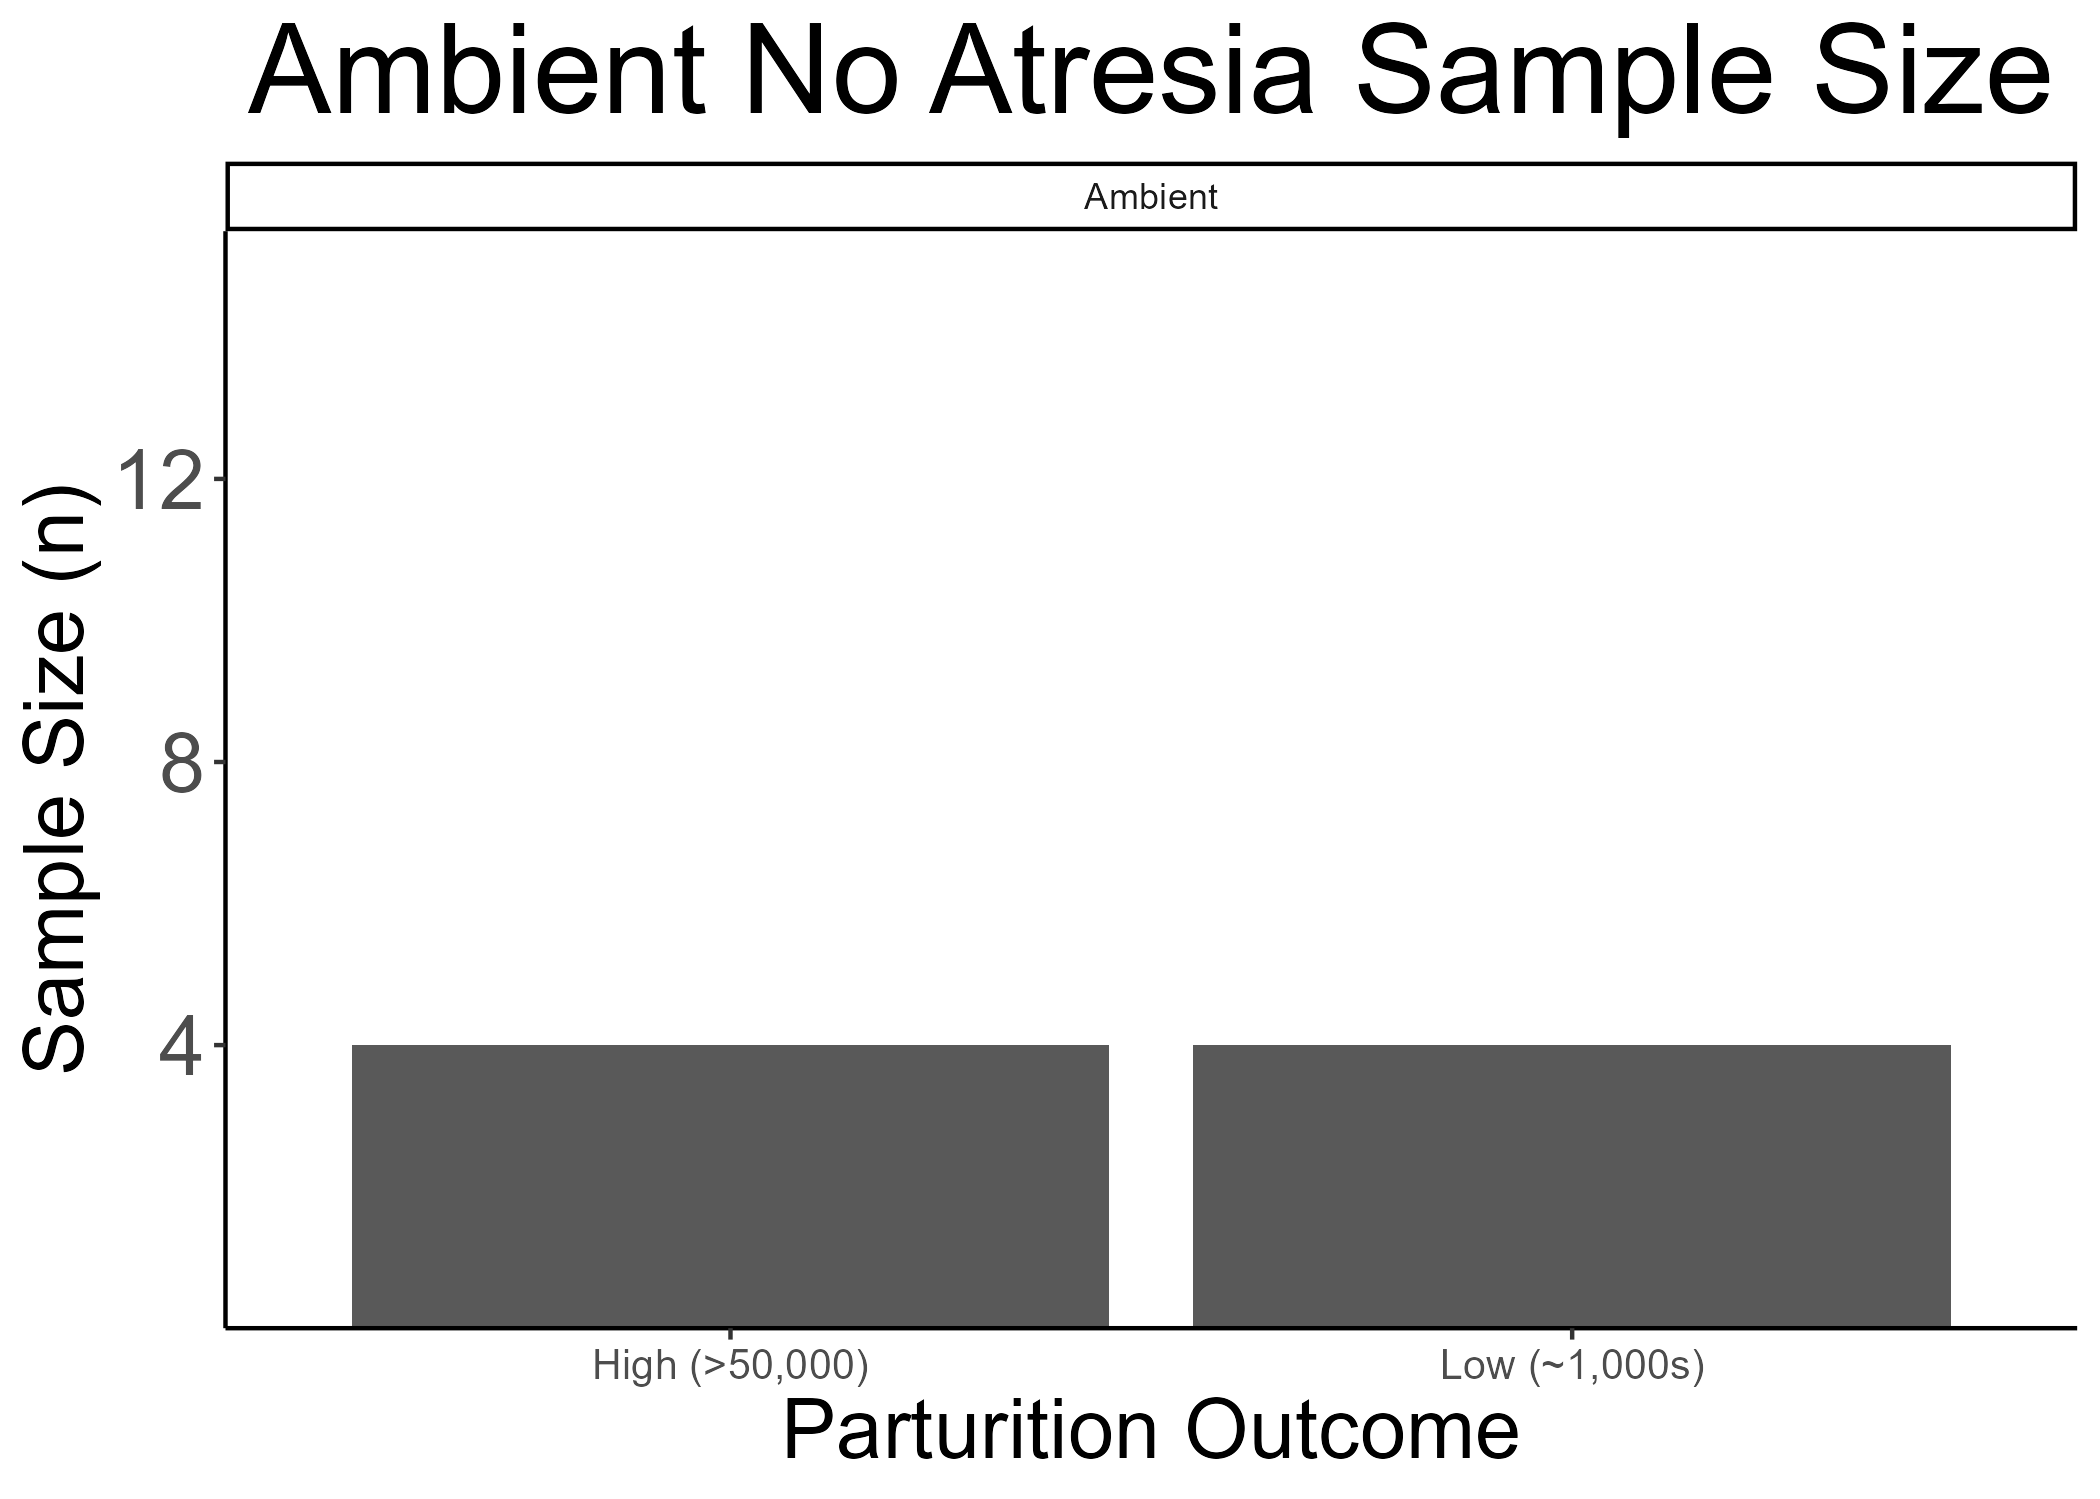 Ambient No Atresia Sample Size
Ambient
Sample Size (n)
12
8
4
High (>50,000)
Low (~1,000s)
Parturition Outcome